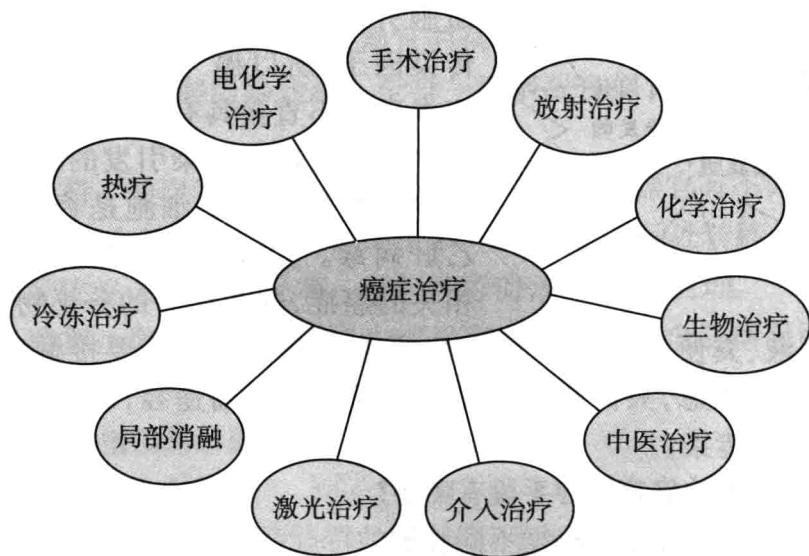 手术治疗
电化学
治疗
放射治疗
热疗
化学治疗
癌症治疗
冷冻治疗
生物治疗
局部消融
中医治疗
激光治疗
介入治疗